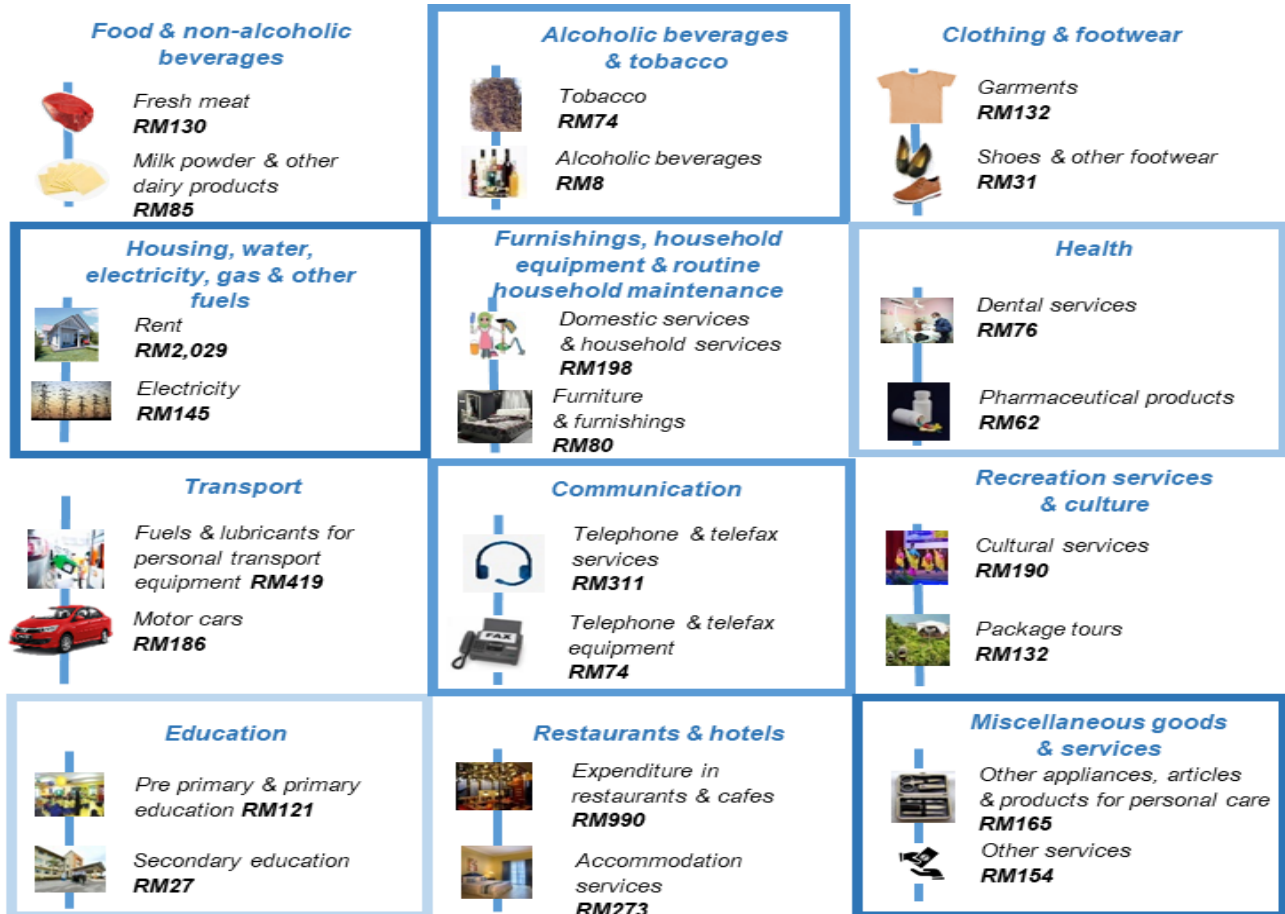 Food & non-alcoholic
beverages
Fresh meat
RM130
Milk powder & other
dairy products
RM85
Alcoholic beverages
& tobacco
Tobacco
RM74
Alcoholic beverages
RM8
Clothing & footwear
Garments
RM132
Shoes & other footwear
RM31
Housing, water,
electricity, gas & other
fuels
Rent
RM2,029
Electricity
RM145
Furnishings, household
equipment & routine
household maintenance
Domestic services
& household services
RM198
Furniture
& furnishings
RM80
Health
Dental services
RM76
Pharmaceutical products
RM62
Transport
Fuels & lubricants for
personal transport
equipment RM419
Motor cars
RM186
Communication
Telephone & telefax
services
RM311
FAX
Telephone & telefax
equipment
RM74
Recreation services
& culture
Cultural services
RM190
Package tours
RM132
Education
Pre primary & primary
education RM121
Secondary education
RM27
Restaurants & hotels
Expenditure in
restaurants & cafes
RM990
Accommodation
services
RM273
Miscellaneous goods
& services
Other appliances, articles
& products for personal care
RM165
Other services
RM154